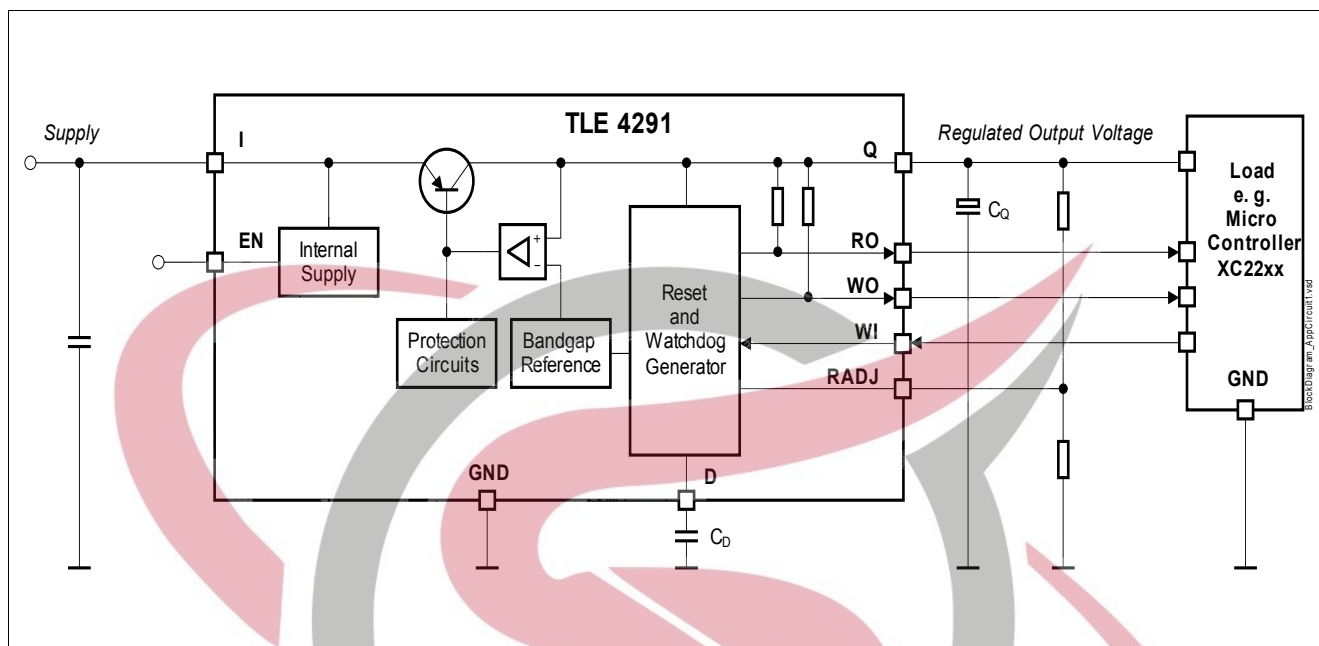 TLE 4291
Supply
I
Q
Regulated Output Voltage
Load
e. g.
Micro
Controller
XC22xx
EN
Internal
Supply
+
−
RO
WO
WI
RADJ
CQ
Protection
Circuits
Bandgap
Reference
Reset
and
Watchdog
Generator
GND
GND
D
CD
BlockDiagram_AppCircuit1.vsd